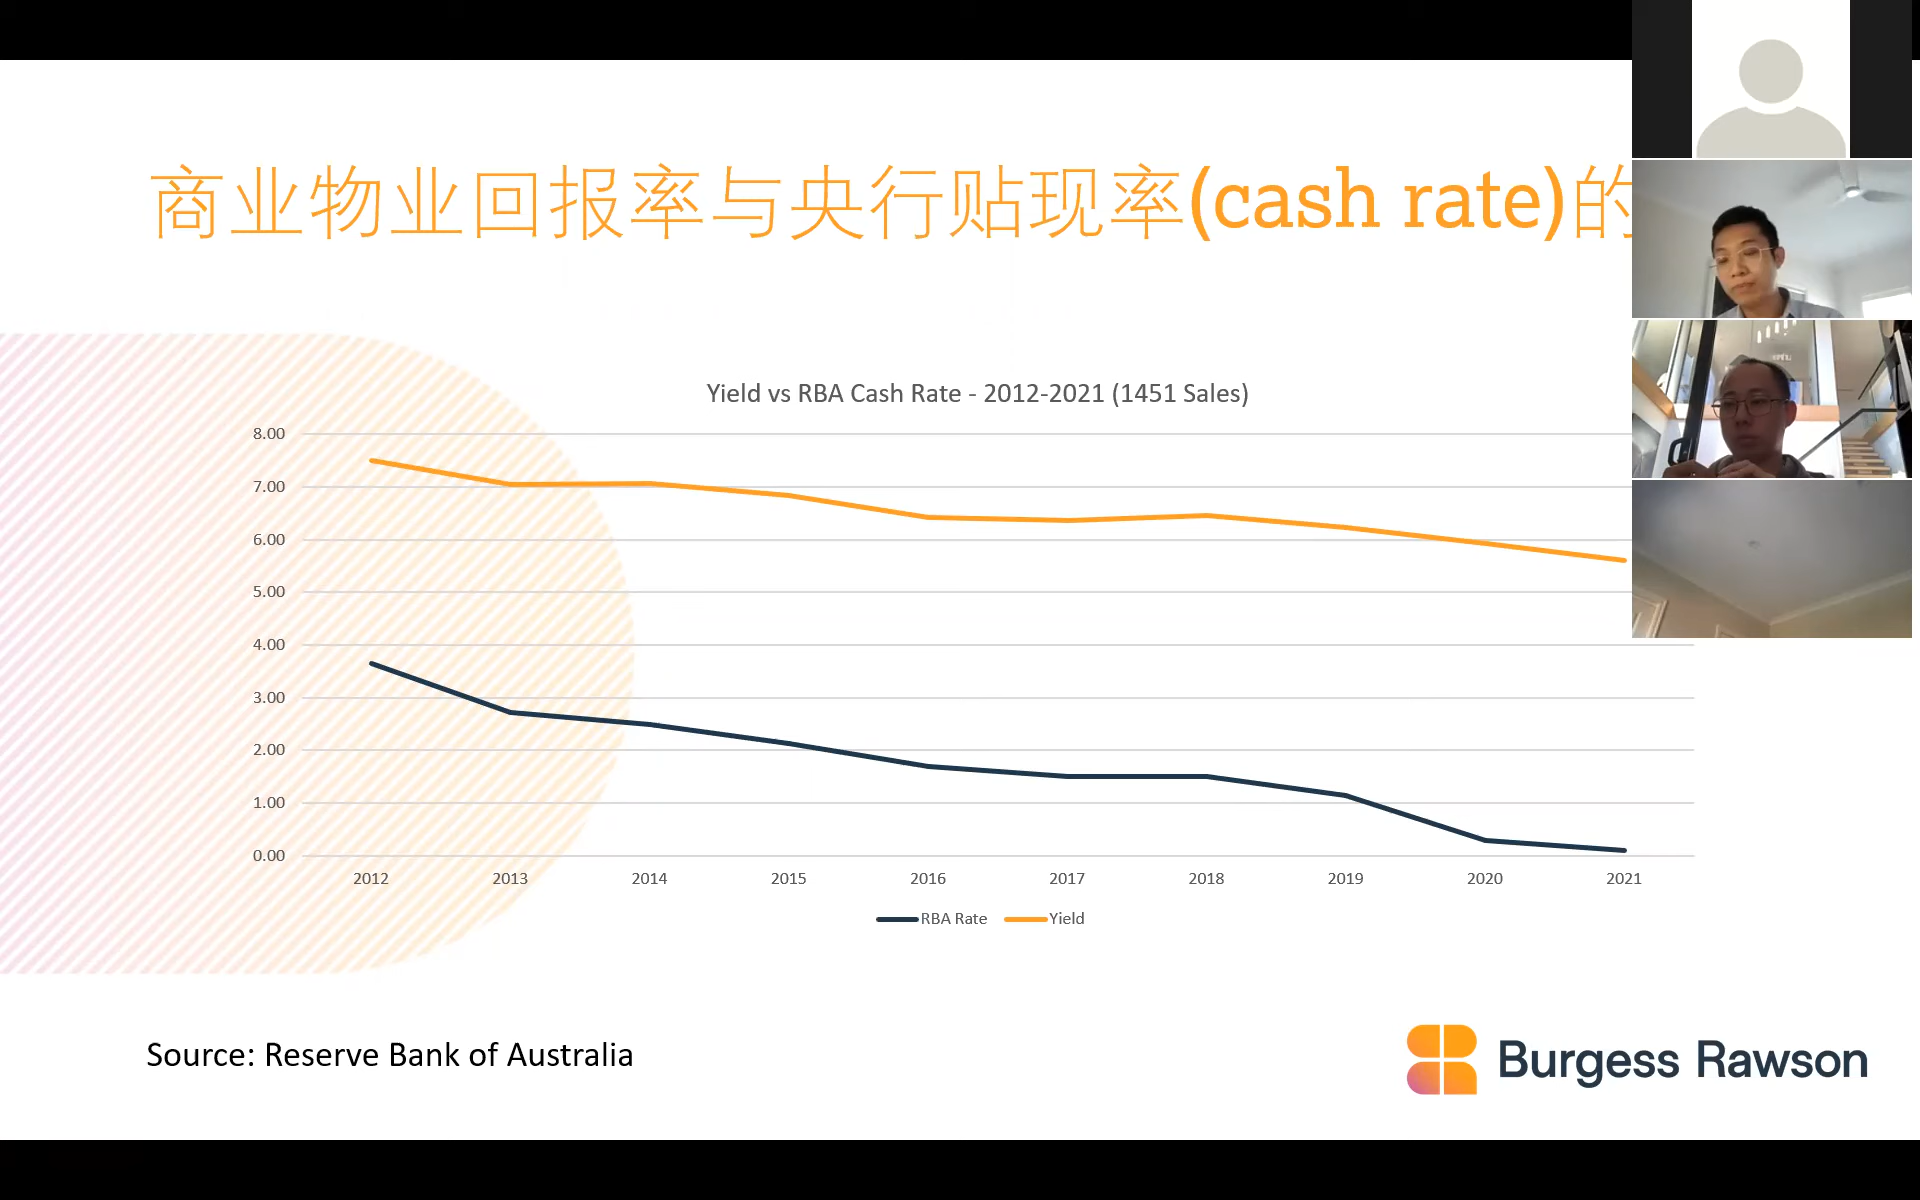 商业物业回报率与央行贴现率(cash rate)的
Yield vs RBA Cash Rate - 2012-2021 (1451 Sales)
8.00
7.00
6.00
5.00
4.00
3.00
2.00
1.00
0.00
2012 2013 2014 2015 2016 2017 2018 2019 2020 2021
RBA Rate Yield
Source: Reserve Bank of Australia
Burgess Rawson